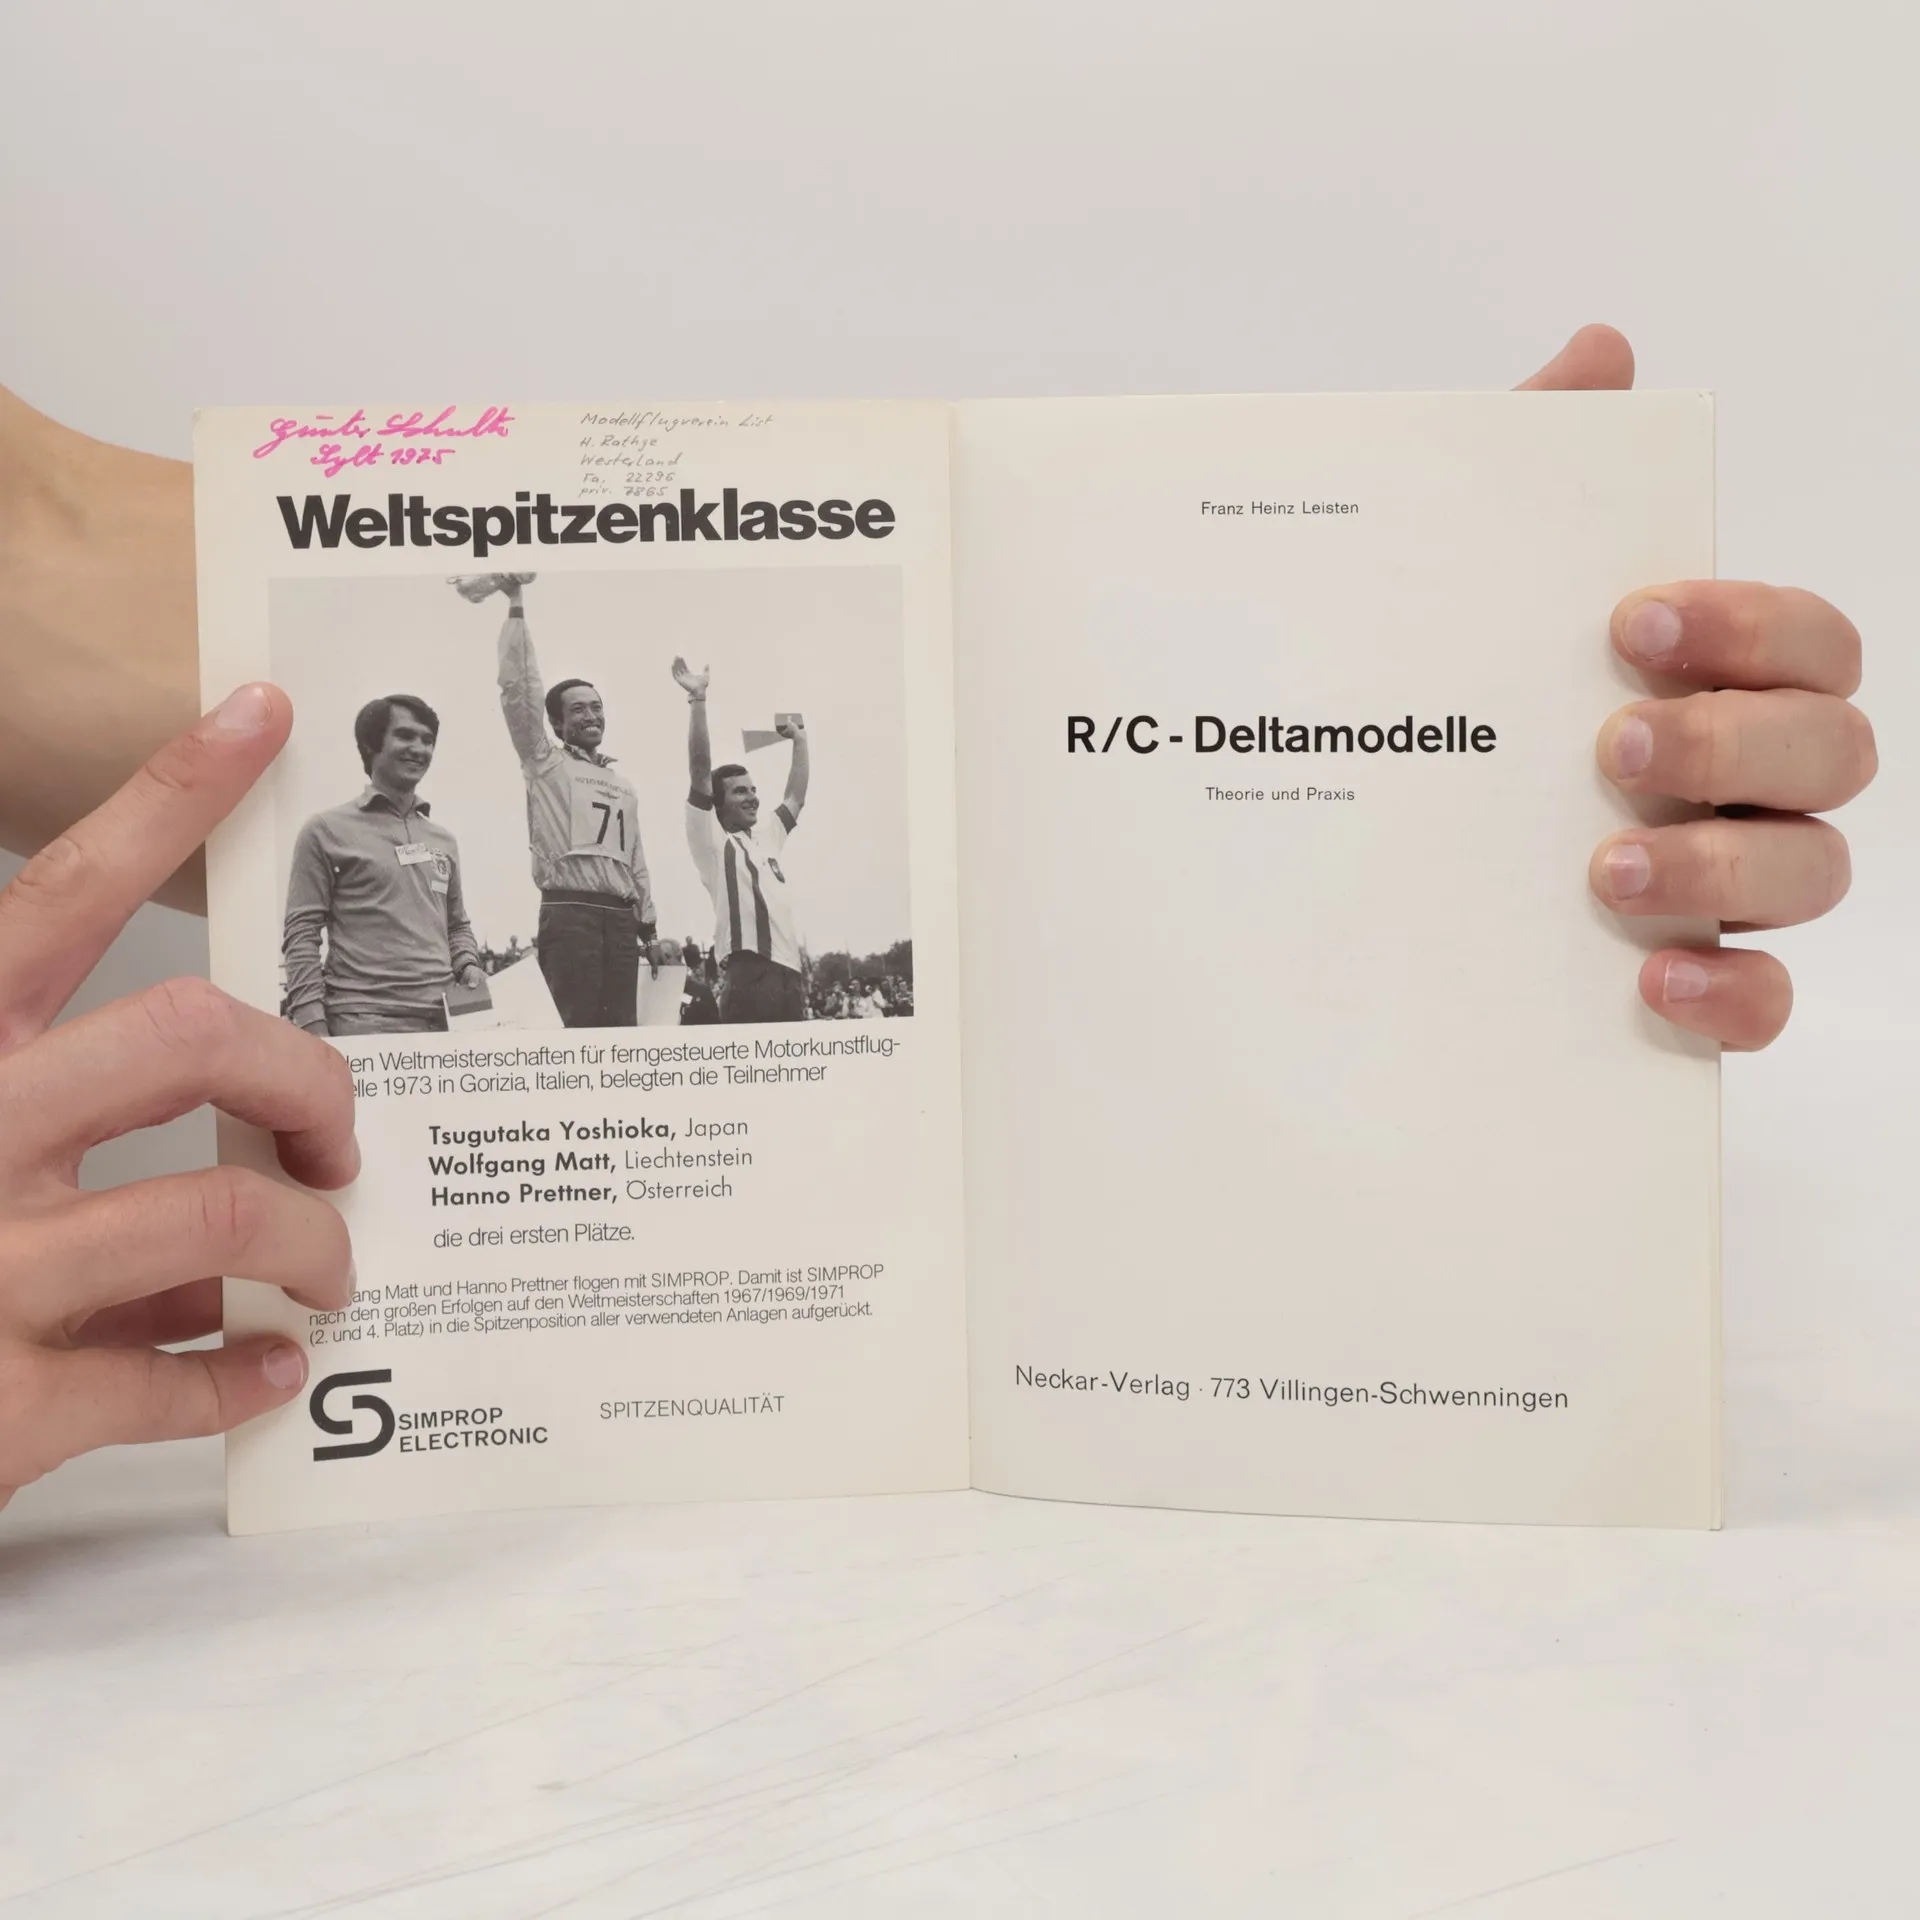 Günter Schulte
Sylt 1975
Modellflugverein List
H. Rathge
Westerland
Fa. 22296
priv. 7865
Weltspitzenklasse
71
den Weltmeisterschaften für ferngesteuerte Motorkunstflug-
elle 1973 in Gorizia, Italien, belegten die Teilnehmer
Tsugutaka Yoshioka, Japan
Wolfgang Matt, Liechtenstein
Hanno Prettner, Österreich
die drei ersten Plätze.
gang Matt und Hanno Prettner flogen mit SIMPROP. Damit ist SIMPROP
nach den großen Erfolgen auf den Weltmeisterschaften 1967/1969/1971
(2. und 4. Platz) in die Spitzenposition aller verwendeten Anlagen aufgerückt.
SIMPROP
ELECTRONIC
SPITZENQUALITÄT
Franz Heinz Leisten
R/C-Deltamodelle
Theorie und Praxis
Neckar-Verlag · 773 Villingen-Schwenningen